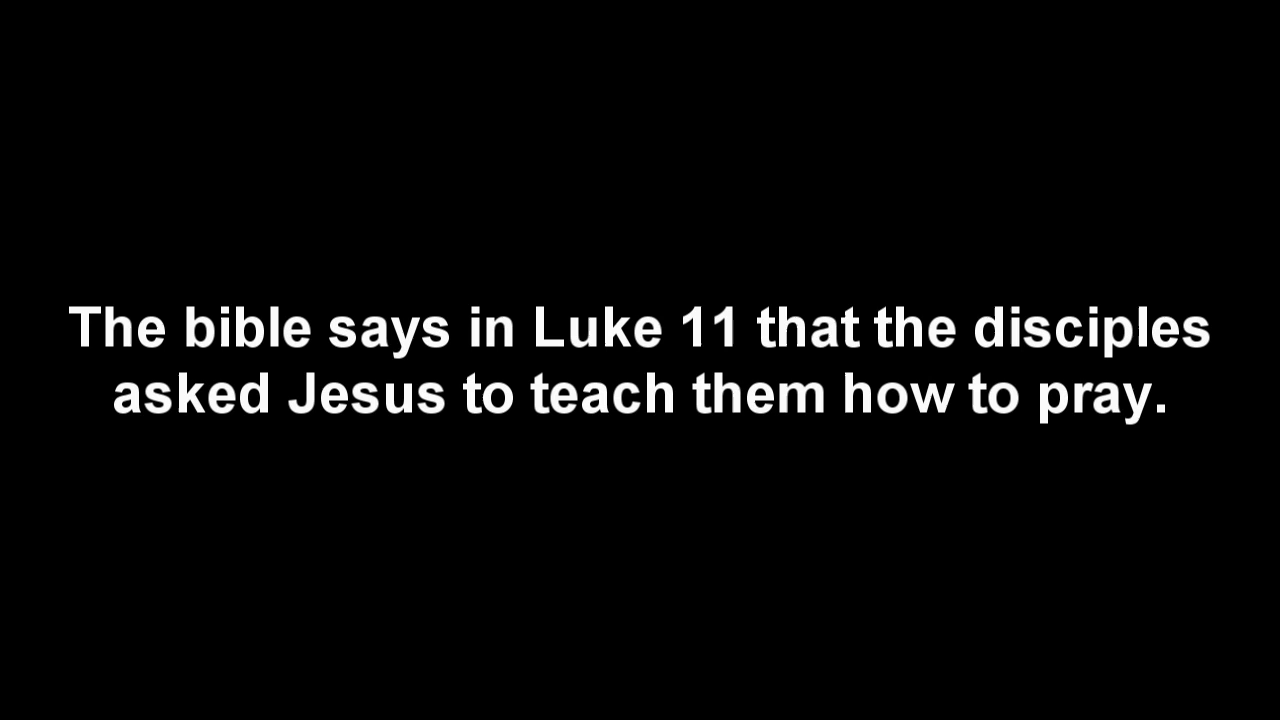 The bible says in Luke 11 that the disciples
asked Jesus to teach them how to pray.